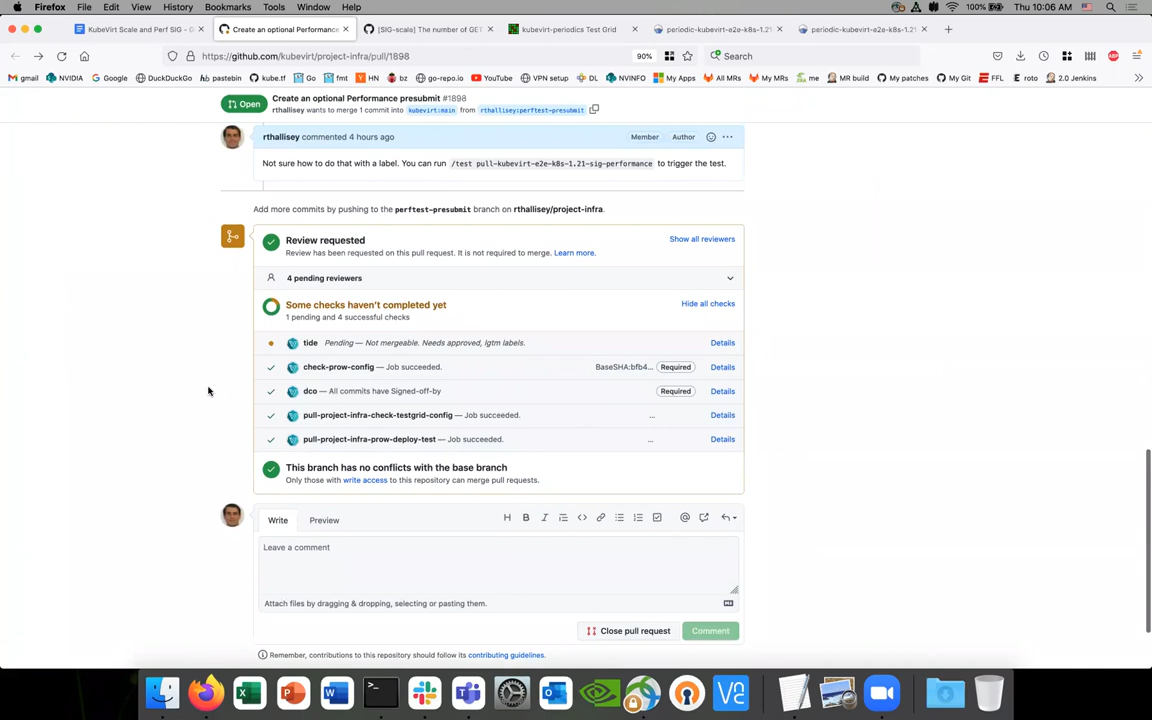 Firefox File Edit View History Bookmarks Tools Window Help 100% Thu 10:06 AM
KubeVirt Scale and Perf SIG - G Create an optional Performance [SIG-scale] The number of GET kubevirt-periodics Test Grid periodic-kubevirt-e2e-k8s-1.21 periodic-kubevirt-e2e-k8s-1.21
https://github.com/kubevirt/project-infra/pull/1898 90% Search
gmail NVIDIA Google DuckDuckGo pastebin kube.tf Go fmt HN bz go-repo.io YouTube VPN setup DL NVINFO My Apps All MRs My MRs me MR build My patches My Git FFL roto 2.0 Jenkins
Open Create an optional Performance presubmit #1898
rthallisey wants to merge 1 commit into kubevirt:main from rthallisey:perftest-presubmit
rthallisey commented 4 hours ago Member Author
Not sure how to do that with a label. You can run /test pull-kubevirt-e2e-k8s-1.21-sig-performance to trigger the test.
Add more commits by pushing to the perftest-presubmit branch on rthallisey/project-infra.
Review requested Show all reviewers
Review has been requested on this pull request. It is not required to merge. Learn more.
4 pending reviewers
Some checks haven't completed yet Hide all checks
1 pending and 4 successful checks
tide Pending — Not mergeable. Needs approved, lgtm labels. Details
check-prow-config — Job succeeded. BaseSHA:bfb4... Required Details
dco — All commits have Signed-off-by Required Details
pull-project-infra-check-testgrid-config — Job succeeded. ... Details
pull-project-infra-prow-deploy-test — Job succeeded. ... Details
This branch has no conflicts with the base branch
Only those with write access to this repository can merge pull requests.
Write Preview
Leave a comment
Attach files by dragging & dropping, selecting or pasting them.
Close pull request Comment
Remember, contributions to this repository should follow its contributing guidelines.